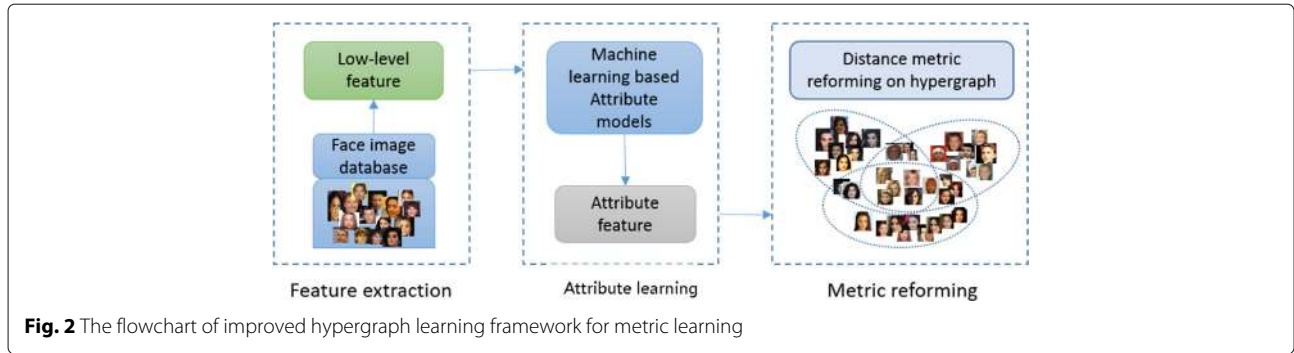 Low-level
feature
Face image
database
Feature extraction
Machine
learning based
Attribute
models
Attribute
feature
Attribute learning
Distance metric
reforming on hypergraph
Metric reforming
Fig. 2 The flowchart of improved hypergraph learning framework for metric learning